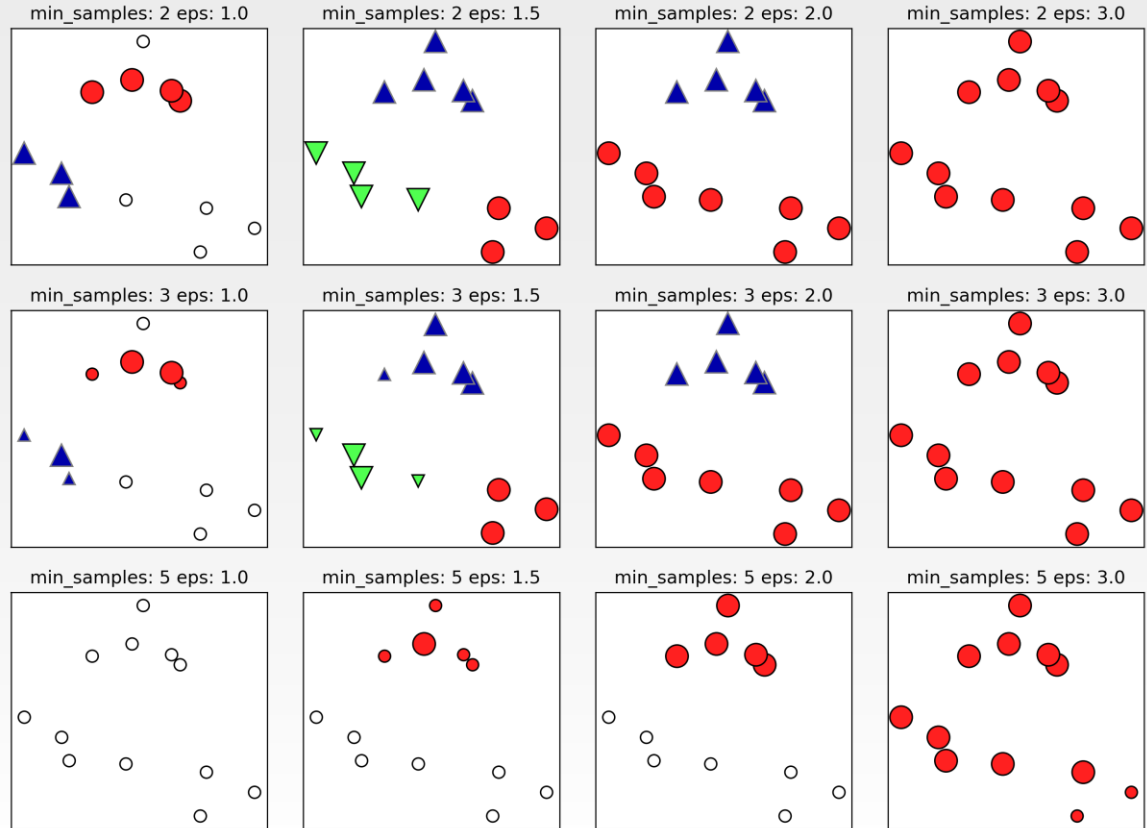 min_samples: 2 eps: 1.0
min_samples: 2 eps: 1.5
min_samples: 2 eps: 2.0
min_samples: 2 eps: 3.0
min_samples: 3 eps: 1.0
min_samples: 3 eps: 1.5
min_samples: 3 eps: 2.0
min_samples: 3 eps: 3.0
min_samples: 5 eps: 1.0
min_samples: 5 eps: 1.5
min_samples: 5 eps: 2.0
min_samples: 5 eps: 3.0